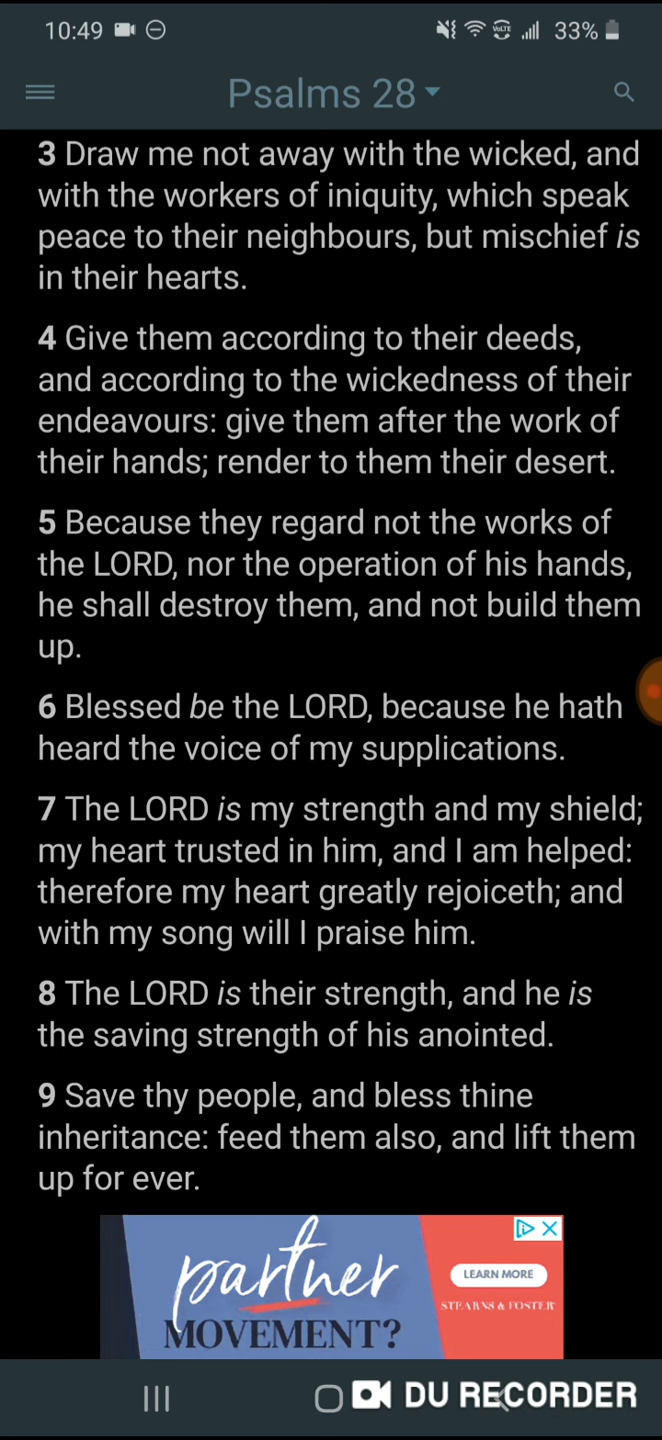 10:49
VoLTE
33%
Psalms 28
3 Draw me not away with the wicked, and
with the workers of iniquity, which speak
peace to their neighbours, but mischief is
in their hearts.
4 Give them according to their deeds,
and according to the wickedness of their
endeavours: give them after the work of
their hands; render to them their desert.
5 Because they regard not the works of
the LORD, nor the operation of his hands,
he shall destroy them, and not build them
up.
6 Blessed be the LORD, because he hath
heard the voice of my supplications.
7 The LORD is my strength and my shield;
my heart trusted in him, and I am helped:
therefore my heart greatly rejoiceth; and
with my song will I praise him.
8 The LORD is their strength, and he is
the saving strength of his anointed.
9 Save thy people, and bless thine
inheritance: feed them also, and lift them
up for ever.
partner
MOVEMENT?
LEARN MORE
STEARNS & FOSTER
DU RECORDER